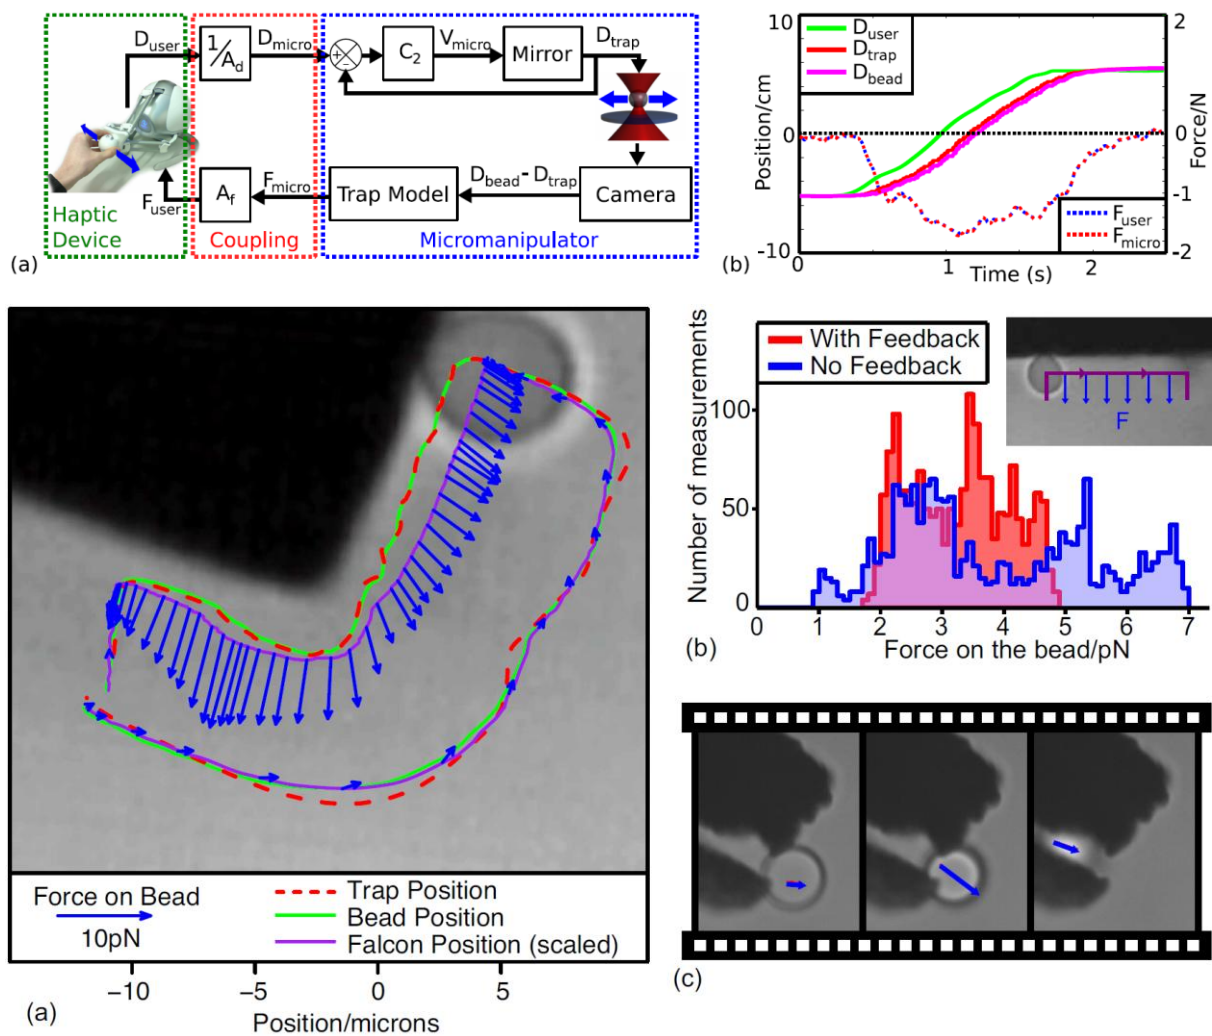 D_user
1/A_d
D_micro
+
-
C_2
V_micro
Mirror
D_trap
F_user
A_f
F_micro
Trap Model
D_bead - D_trap
Camera
Haptic
Device
Coupling
Micromanipulator
(a)
10
0
-10
Position/cm
D_user
D_trap
D_bead
2
1
0
-1
-2
Force/N
F_user
F_micro
0
1
2
Time (s)
(b)
Force on Bead
10pN
Trap Position
Bead Position
Falcon Position (scaled)
−10
−5
0
5
Position/microns
(a)
With Feedback
No Feedback
F
Number of measurements
100
50
0
0
1
2
3
4
5
6
7
Force on the bead/pN
(b)
(c)